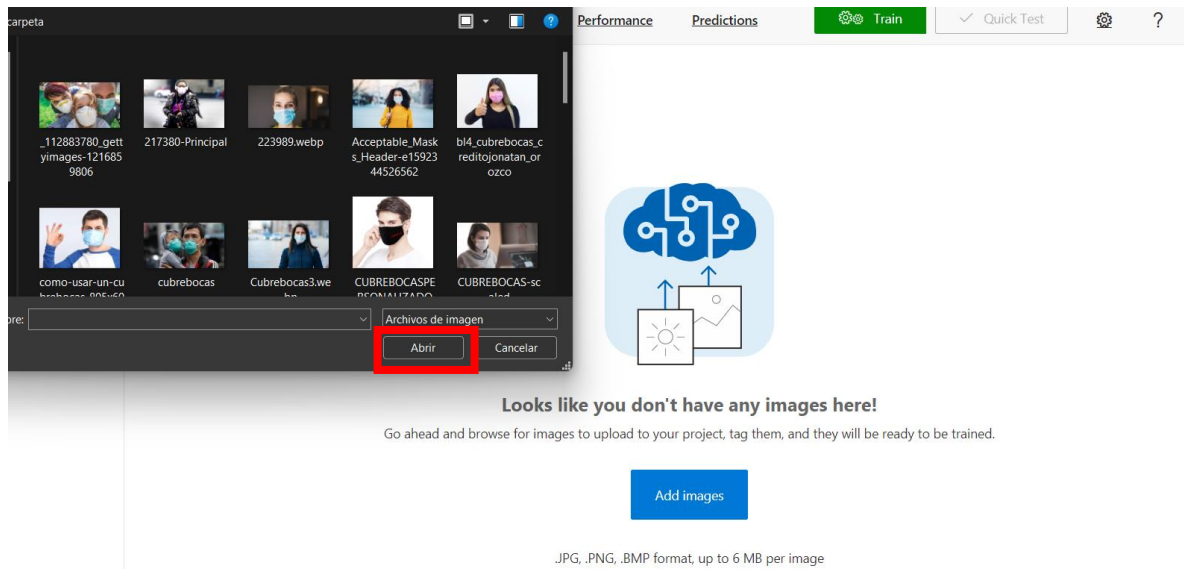 carpeta
Performance
Predictions
Train
Quick Test
?
_112883780_gett
yimages-121685
9806
217380-Principal
223989.webp
Acceptable_Mask
s_Header-e15923
44526562
bl4_cubrebocas_c
reditojonatan_or
ozco
como-usar-un-cu
cubrebocas
Cubrebocas3.we
CUBREBOCASPE
RSONALIZADO
CUBREBOCAS-sc
bre:
Archivos de imagen
Abrir
Cancelar
Looks like you don't have any images here!
Go ahead and browse for images to upload to your project, tag them, and they will be ready to be trained.
Add images
.JPG, .PNG, .BMP format, up to 6 MB per image